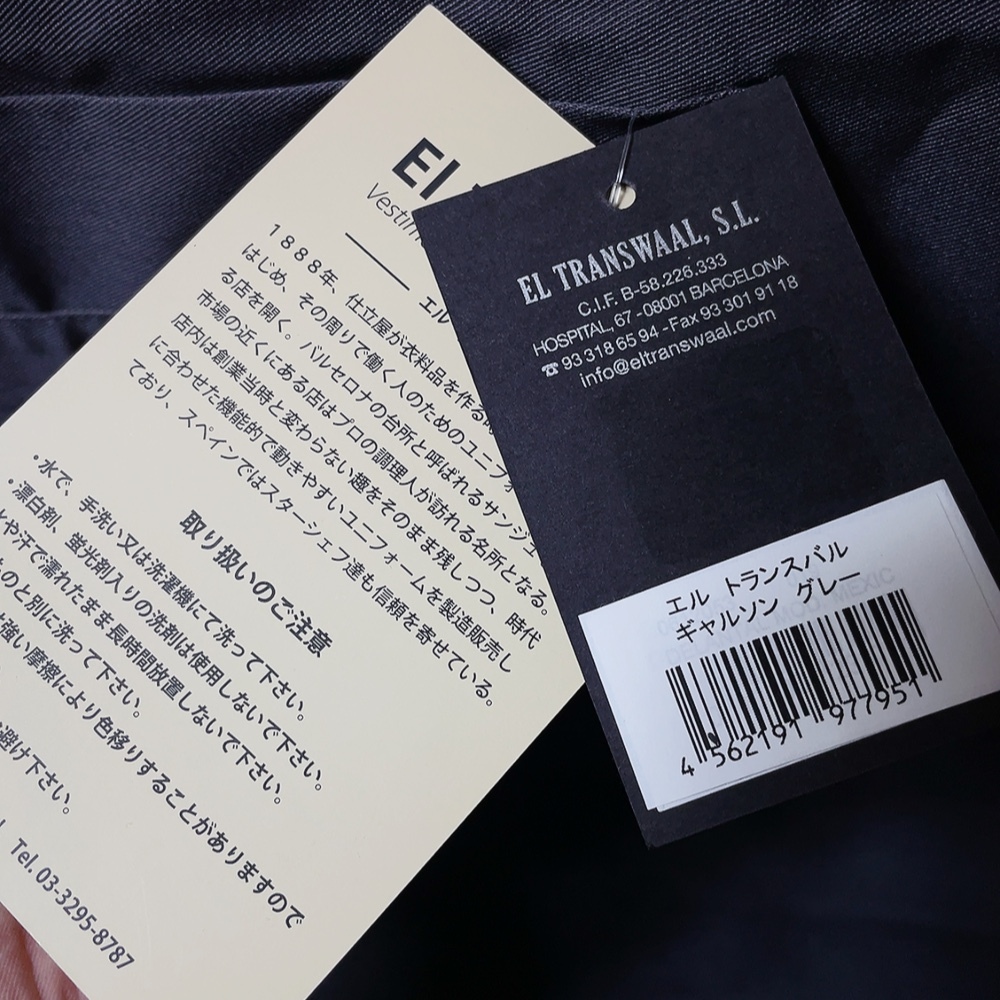 El
Vestim
エル
1888年、仕立屋が衣料品を作る
はじめ、その周りで働く人のためのユニフォ
る店を開く。バルセロナの台所と呼ばれるサンジュ
市場の近くにある店はプロの調理人が訪れる名所となる。
店内は創業当時と変わらない趣をそのまま残しつつ、時代
に合わせた機能的で動きやすいユニフォームを製造販売し
ており、スペインではスターシェフ達も信頼を寄せている。
取り扱いのご注意
・水で、手洗い又は洗濯機にて洗って下さい。
・漂白剤、蛍光剤入りの洗剤は使用しないで下さい。
や汗で濡れたまま長時間放置しないで下さい。
ものと別に洗って下さい。
強い摩擦により色移りすることがありますので
避け下さい。
Tel. 03-3295-8787
EL TRANSWAAL, S.L.
C.I.F. B-58.226.333
HOSPITAL, 67 - 08001 BARCELONA
☎ 93 318 65 94 - Fax 93 301 91 18
info@eltranswaal.com
エル トランスバル
ギャルソン グレー
4 562191 977951